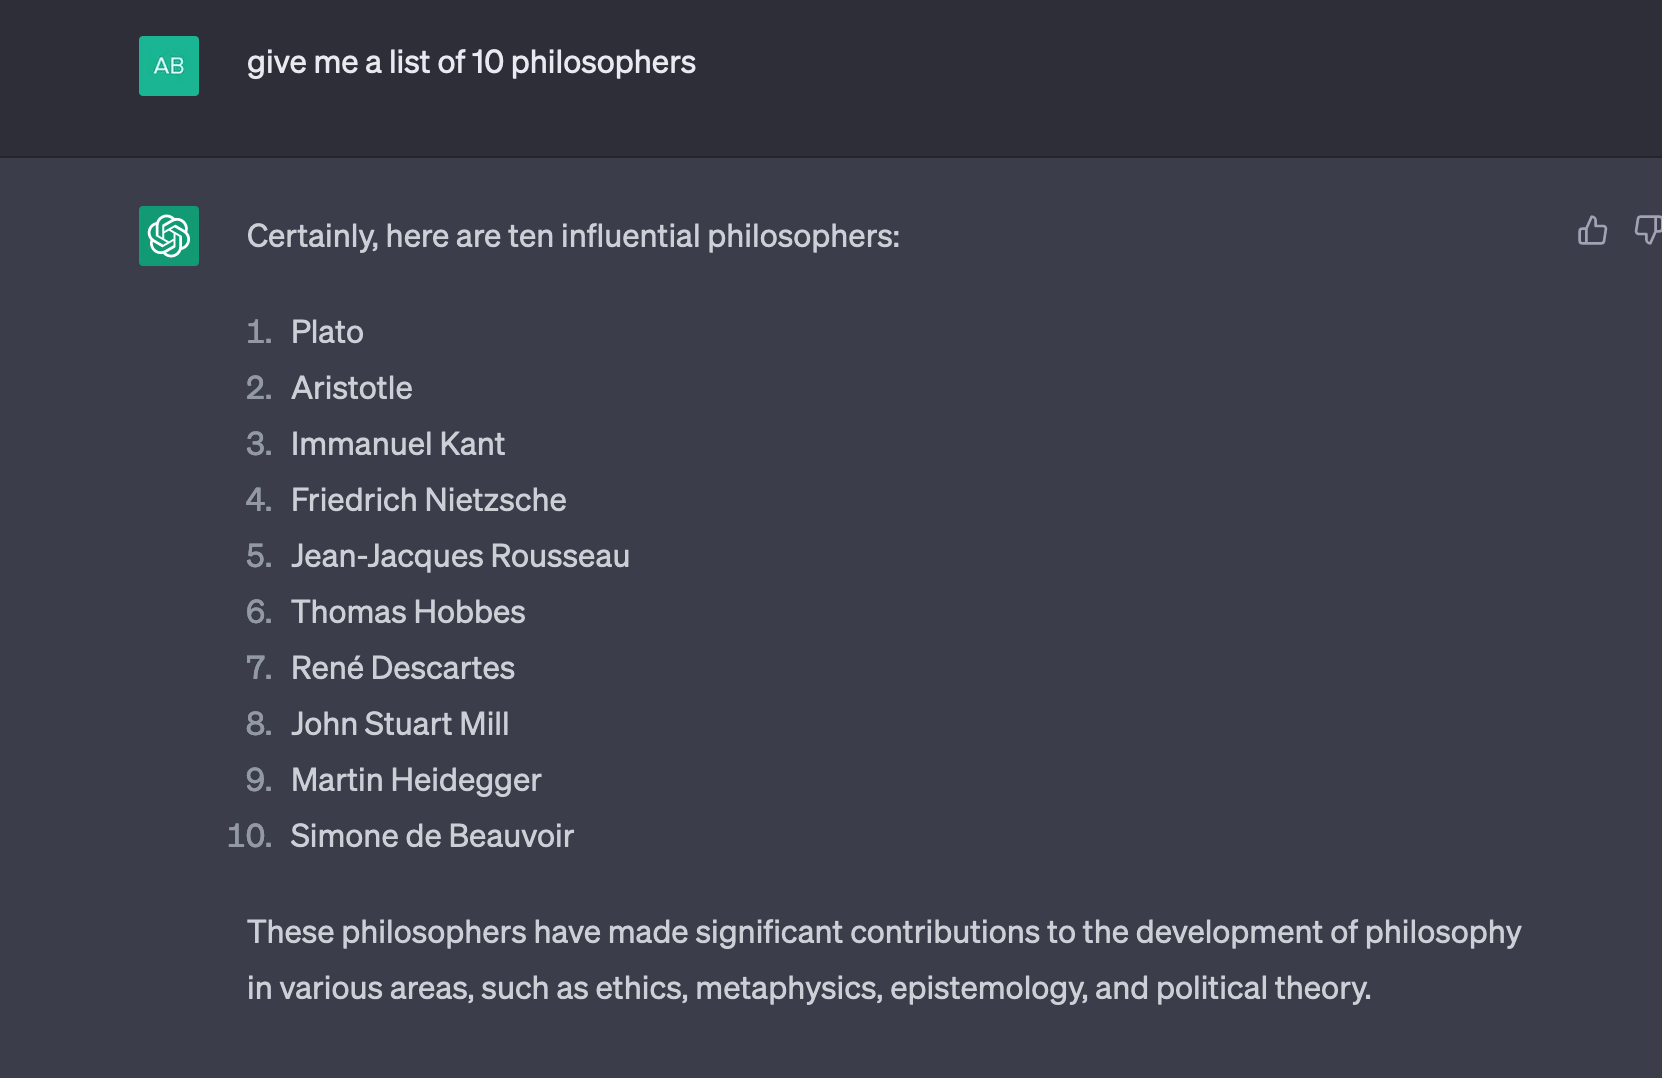 AB
give me a list of 10 philosophers
Certainly, here are ten influential philosophers:
1. Plato
2. Aristotle
3. Immanuel Kant
4. Friedrich Nietzsche
5. Jean-Jacques Rousseau
6. Thomas Hobbes
7. René Descartes
8. John Stuart Mill
9. Martin Heidegger
10. Simone de Beauvoir
These philosophers have made significant contributions to the development of philosophy
in various areas, such as ethics, metaphysics, epistemology, and political theory.